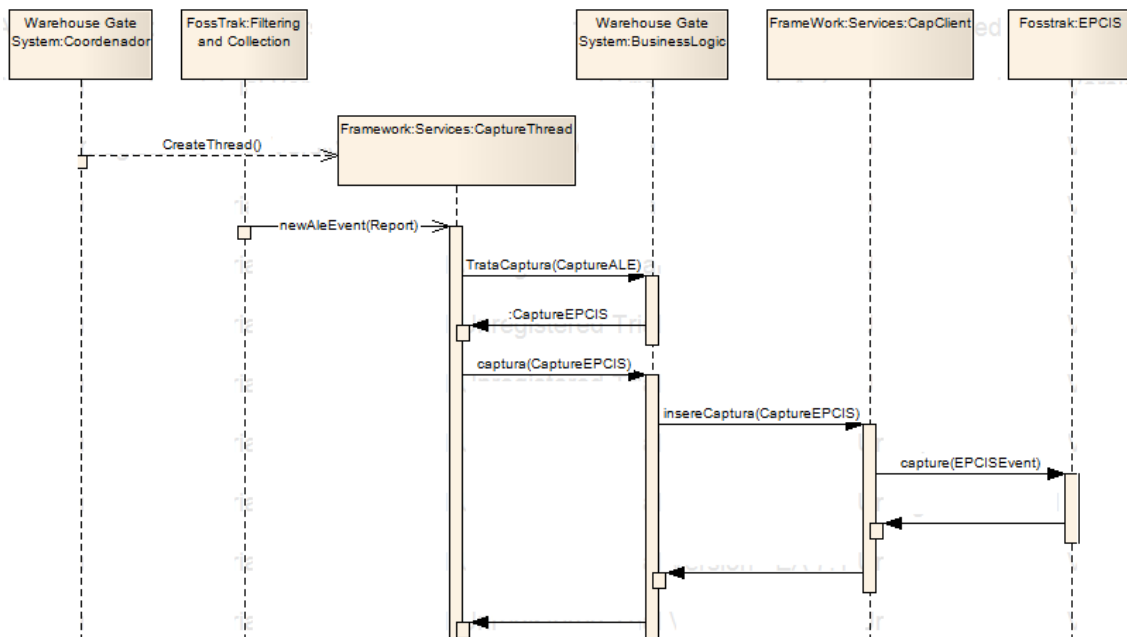 Warehouse Gate
System:Coordenador
FossTrak:Filtering
and Collection
Warehouse Gate
System:BusinessLogic
FrameWork:Services:CapClient
Fosstrak:EPCIS
CreateThread()
Framework:Services:CaptureThread
newAleEvent(Report)
TrataCaptura(CaptureALE)
:CaptureEPCIS
captura(CaptureEPCIS)
insereCaptura(CaptureEPCIS)
capture(EPCISEvent)